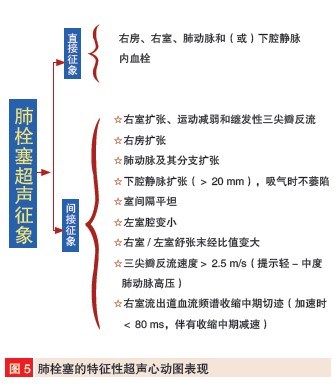 肺栓塞超声征象
直接征象
右房、右室、肺动脉和(或)下腔静脉
内血栓
间接征象
☆右室扩张、运动减弱和继发性三尖瓣反流
☆右房扩张
☆肺动脉及其分支扩张
☆下腔静脉扩张(> 20 mm),吸气时不萎陷
☆室间隔平坦
☆左室腔变小
☆右室/左室舒张末径比值变大
☆三尖瓣反流速度> 2.5 m/s(提示轻-中度
肺动脉高压)
☆右室流出道血流频谱收缩中期切迹(加速时
< 80 ms,伴有收缩中期减速)
图 5 肺栓塞的特征性超声心动图表现